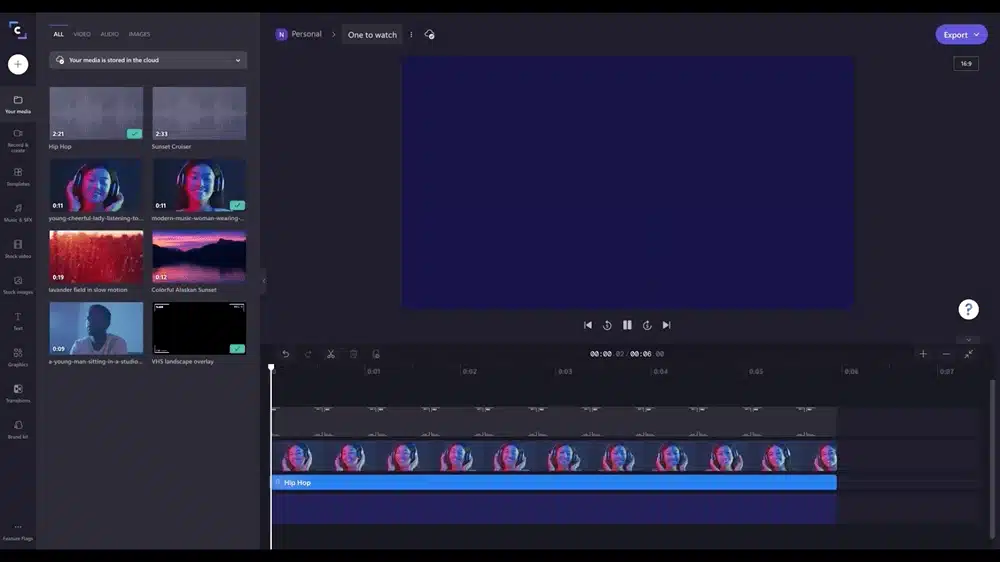 C
ALL VIDEO AUDIO IMAGES
N Personal
One to watch
Export
Your media is stored in the cloud
16:9
Your media
2:21
2:33
Hip Hop
Sunset Cruiser
Record &
create
Templates
0:11
0:11
young-cheerful-lady-listening-to...
modern-music-woman-wearing-...
Music & SFX
Stock video
0:19
0:12
lavander field in slow motion
Colorful Alaskan Sunset
Stock images
Text
0:09
a-young-man-sitting-in-a-studio...
VHS landscape overlay
Graphics
Transitions
Brand kit
Feature Flags
?
00:00.02 / 00:06.00
0:01 0:02 0:03 0:04 0:05 0:06 0:07
Hip Hop